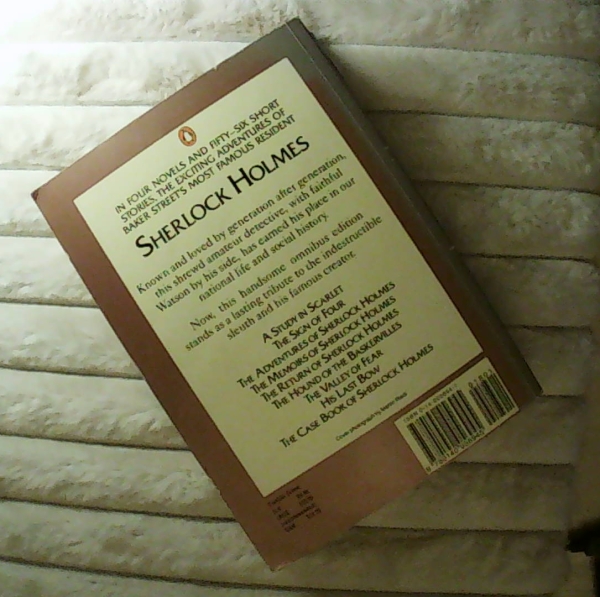 IN FOUR NOVELS AND FIFTY-SIX SHORT
STORIES, THE EXCITING ADVENTURES OF
BAKER STREET'S MOST FAMOUS RESIDENT
SHERLOCK HOLMES
Known and loved by generation after generation,
this shrewd amateur detective, with faithful
Watson by his side, has earned his place in our
national life and social history.
Now, this handsome omnibus edition
stands as a lasting tribute to the indestructible
sleuth and his famous creator.
A STUDY IN SCARLET
THE SIGN OF FOUR
THE ADVENTURES OF SHERLOCK HOLMES
THE MEMOIRS OF SHERLOCK HOLMES
THE RETURN OF SHERLOCK HOLMES
THE HOUND OF THE BASKERVILLES
THE VALLEY OF FEAR
HIS LAST BOW
THE CASE BOOK OF SHERLOCK HOLMES
Cover photograph by
ISBN